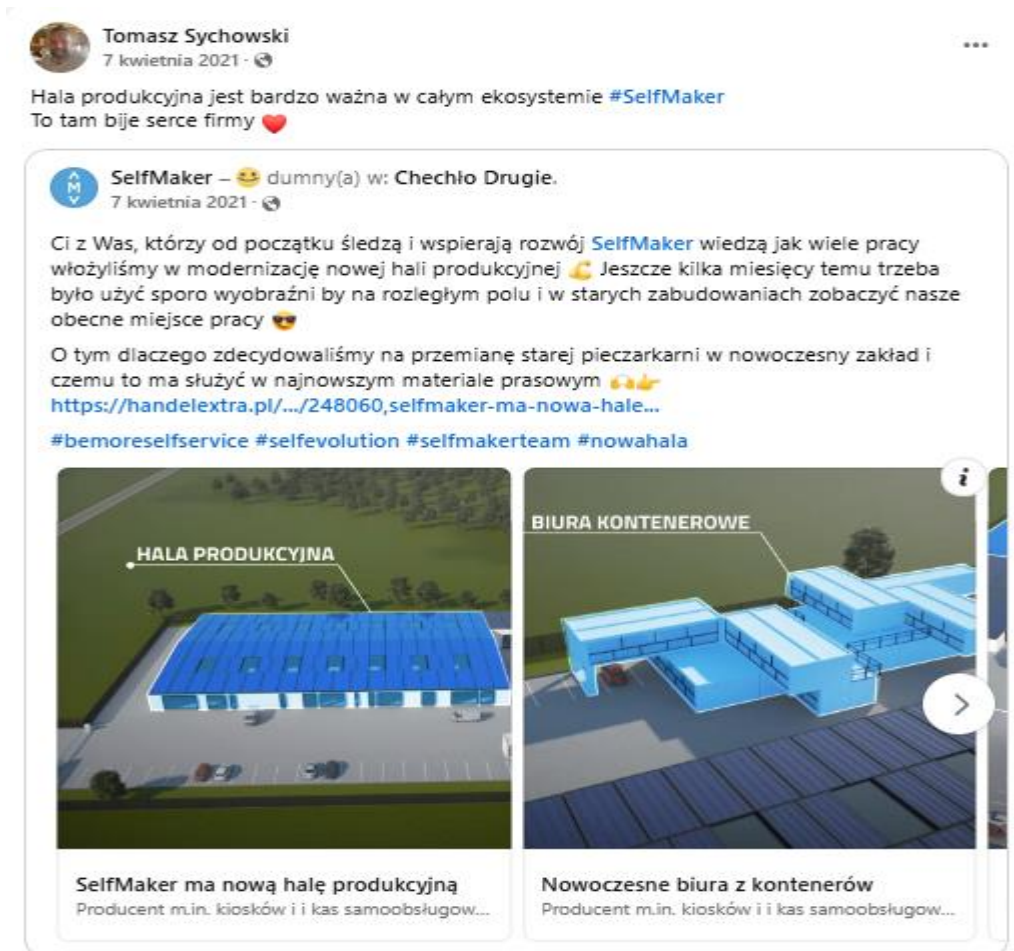 Tomasz Sychowski
7 kwietnia 2021 ·
Hala produkcyjna jest bardzo ważna w całym ekosystemie #SelfMaker
To tam bije serce firmy ❤️
SelfMaker – 😄 dumny(a) w: Chechło Drugie.
7 kwietnia 2021 ·
Ci z Was, którzy od początku śledzą i wspierają rozwój SelfMaker wiedzą jak wiele pracy
włożyliśmy w modernizację nowej hali produkcyjnej 💪 Jeszcze kilka miesięcy temu trzeba
było użyć sporo wyobraźni by na rozległym polu i w starych zabudowaniach zobaczyć nasze
obecne miejsce pracy 😎
O tym dlaczego zdecydowaliśmy na przemianę starej pieczarkarni w nowoczesny zakład i
czemu to ma służyć w najnowszym materiale prasowym
https://handelextra.pl/.../248060,selfmaker-ma-nowa-hale...
#bemoreselfservice #selfevolution #selfmakerteam #nowahala
HALA PRODUKCYJNA
BIURA KONTENEROWE
SelfMaker ma nową halę produkcyjną
Producent m.in. kiosków i i kas samoobsługow...
Nowoczesne biura z kontenerów
Producent m.in. kiosków i i kas samoobsługow...